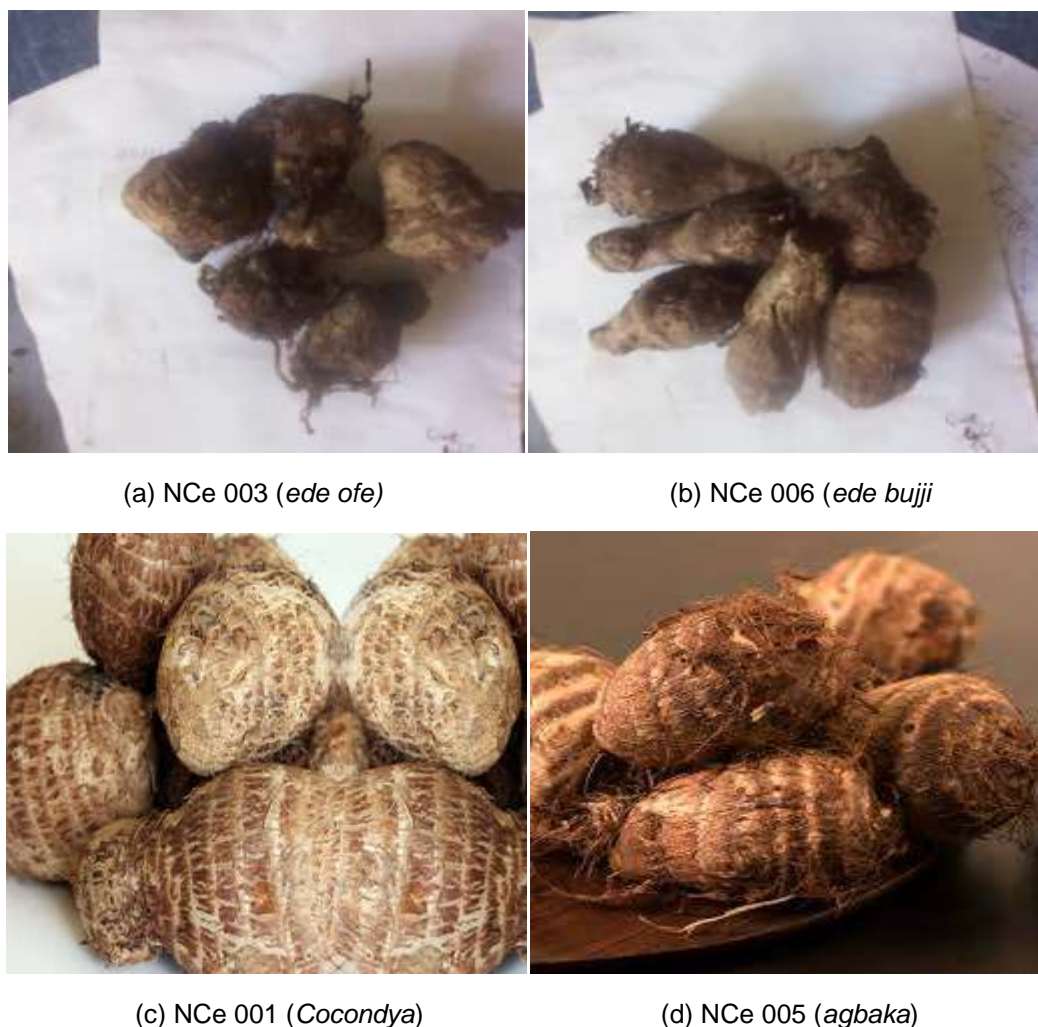 (a) NCe 003 (ede ofe)
(b) NCe 006 (ede bujji
(c) NCe 001 (Cocondya)
(d) NCe 005 (agbaka)